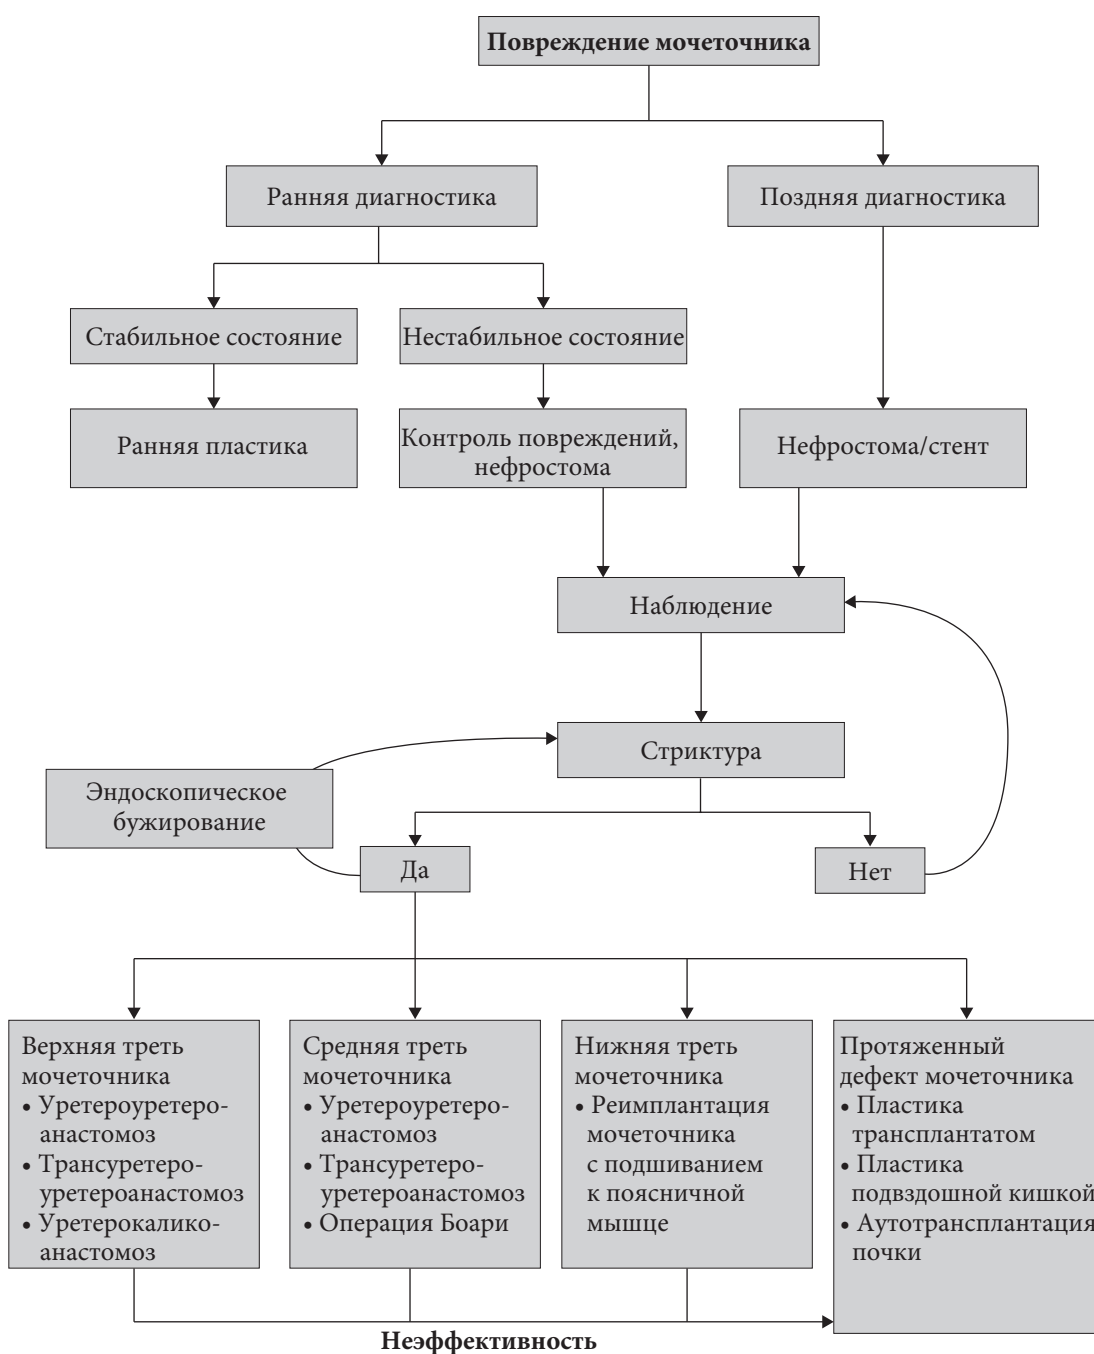 Повреждение мочеточника
Ранняя диагностика
Поздняя диагностика
Стабильное состояние
Нестабильное состояние
Ранняя пластика
Контроль повреждений,
нефростома
Нефростома/стент
Наблюдение
Стриктура
Эндоскопическое
бужирование
Да
Нет
Верхняя треть
мочеточника
• Уретероуретеро-
анастомоз
• Трансуретеро-
уретероанастомоз
• Уретерокалико-
анастомоз
Средняя треть
мочеточника
• Уретероуретеро-
анастомоз
• Трансуретеро-
уретероанастомоз
• Операция Боари
Нижняя треть
мочеточника
• Реимплантация
мочеточника
с подшиванием
к поясничной
мышце
Протяженный
дефект мочеточника
• Пластика
трансплантатом
• Пластика
подвздошной кишкой
• Аутотрансплантация
почки
Неэффективность